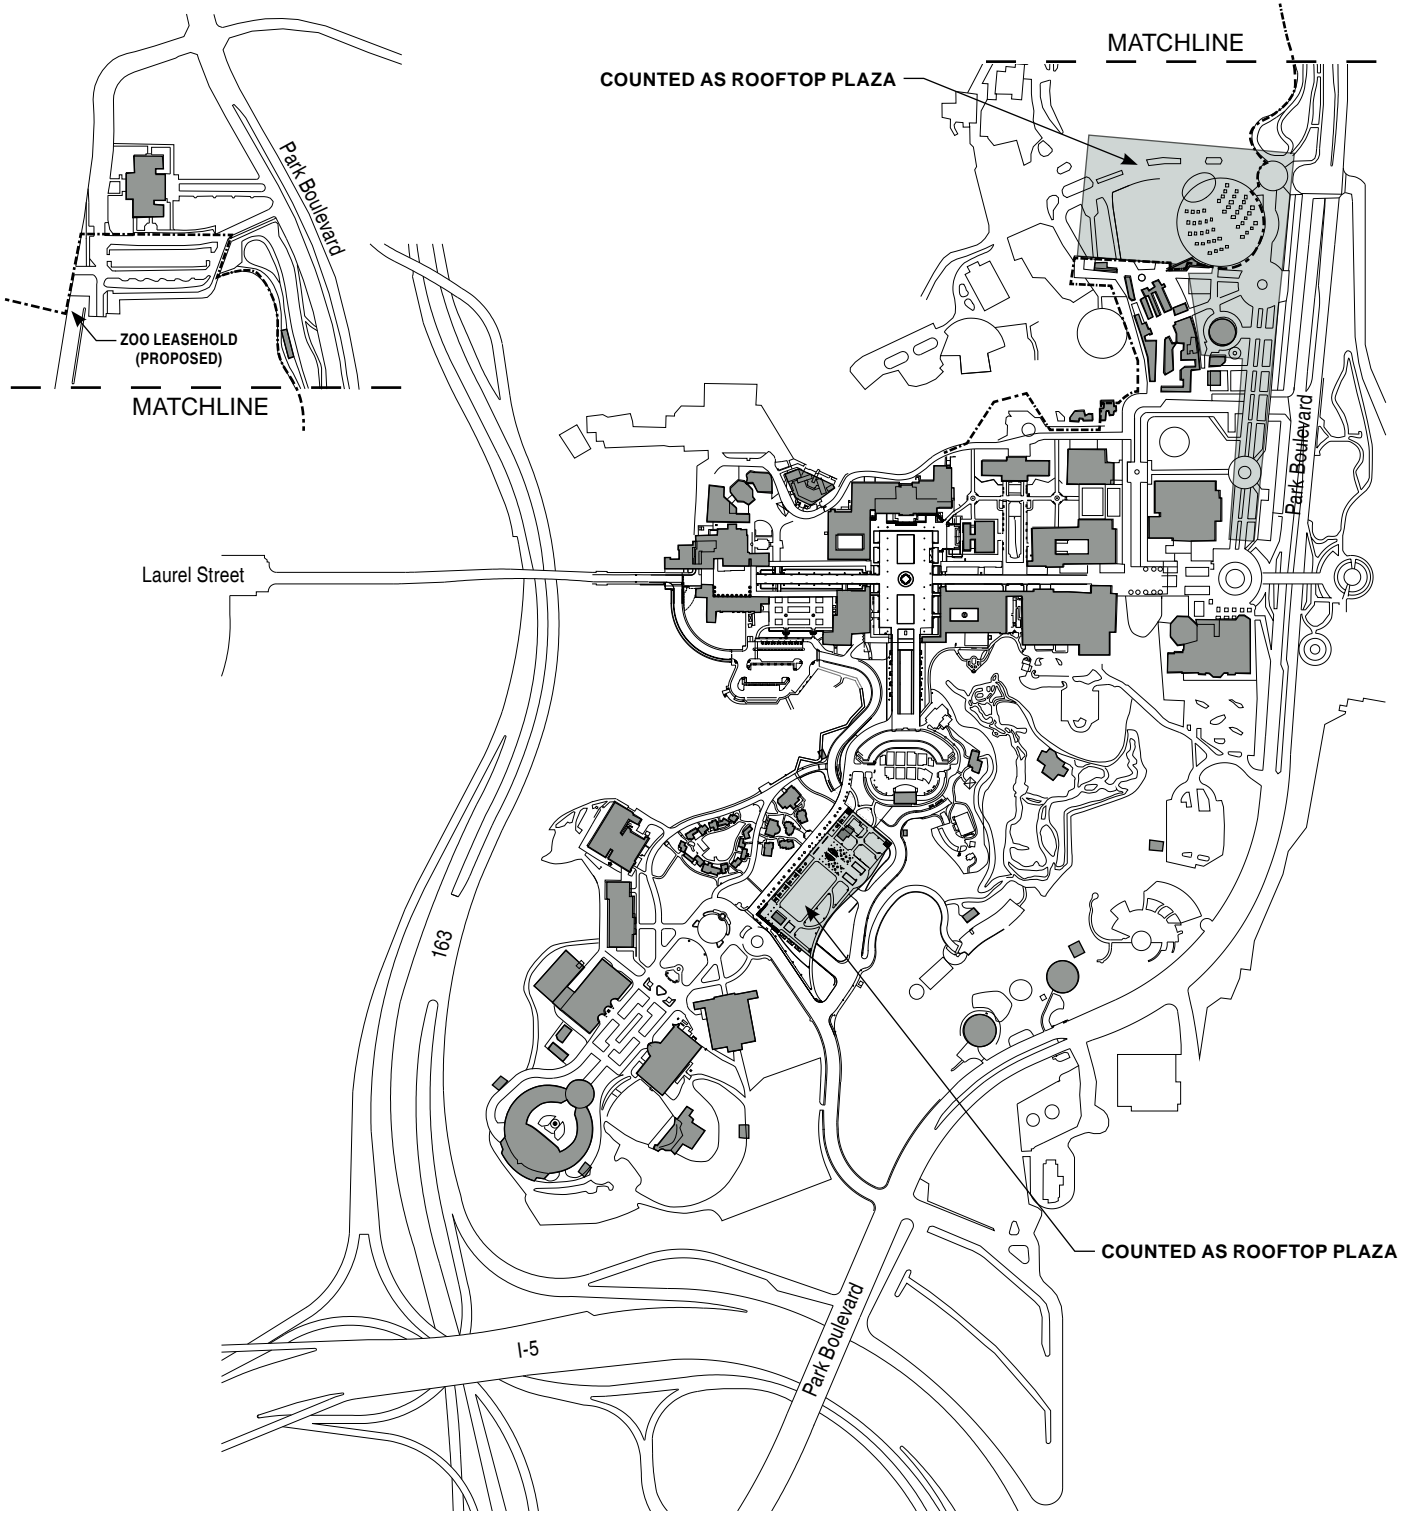 MATCHLINE
COUNTED AS ROOFTOP PLAZA
Park Boulevard
ZOO LEASEHOLD
(PROPOSED)
MATCHLINE
Park Boulevard
Laurel Street
163
COUNTED AS ROOFTOP PLAZA
Park Boulevard
I-5